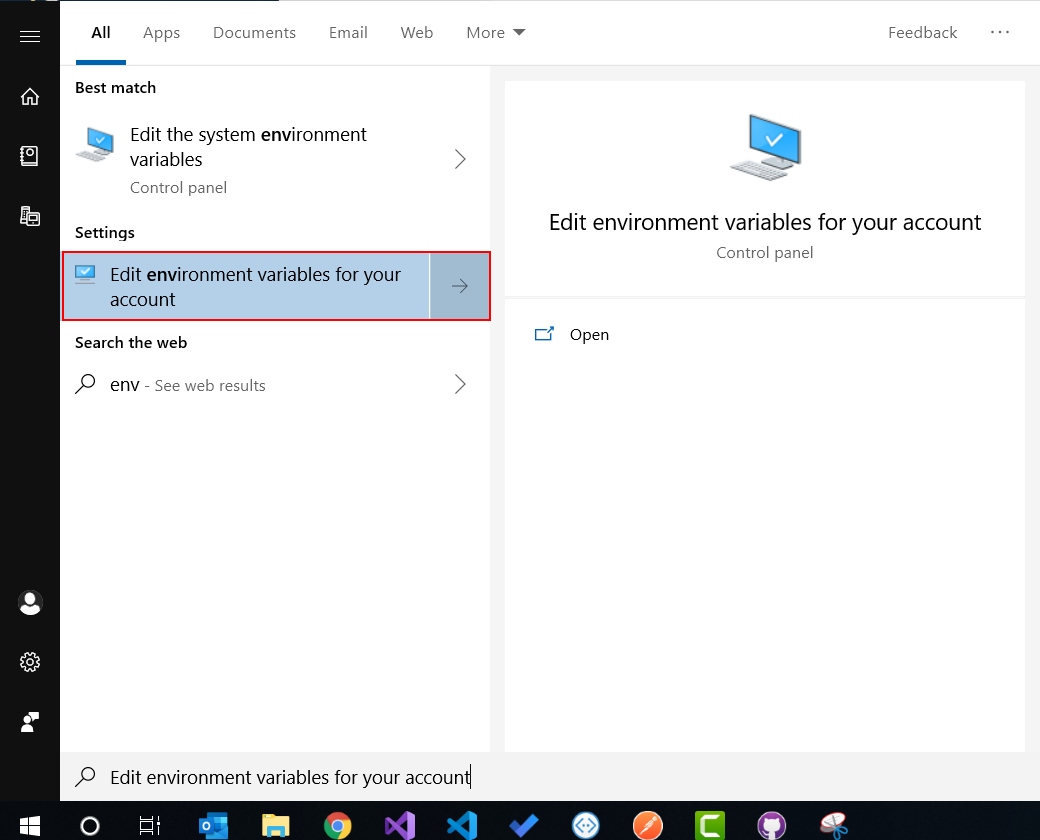 All Apps Documents Email Web More Feedback ...
Best match
Edit the system environment
variables
Control panel
Settings
Edit environment variables for your
account
Search the web
env - See web results
Edit environment variables for your account
Control panel
Open
Edit environment variables for your account